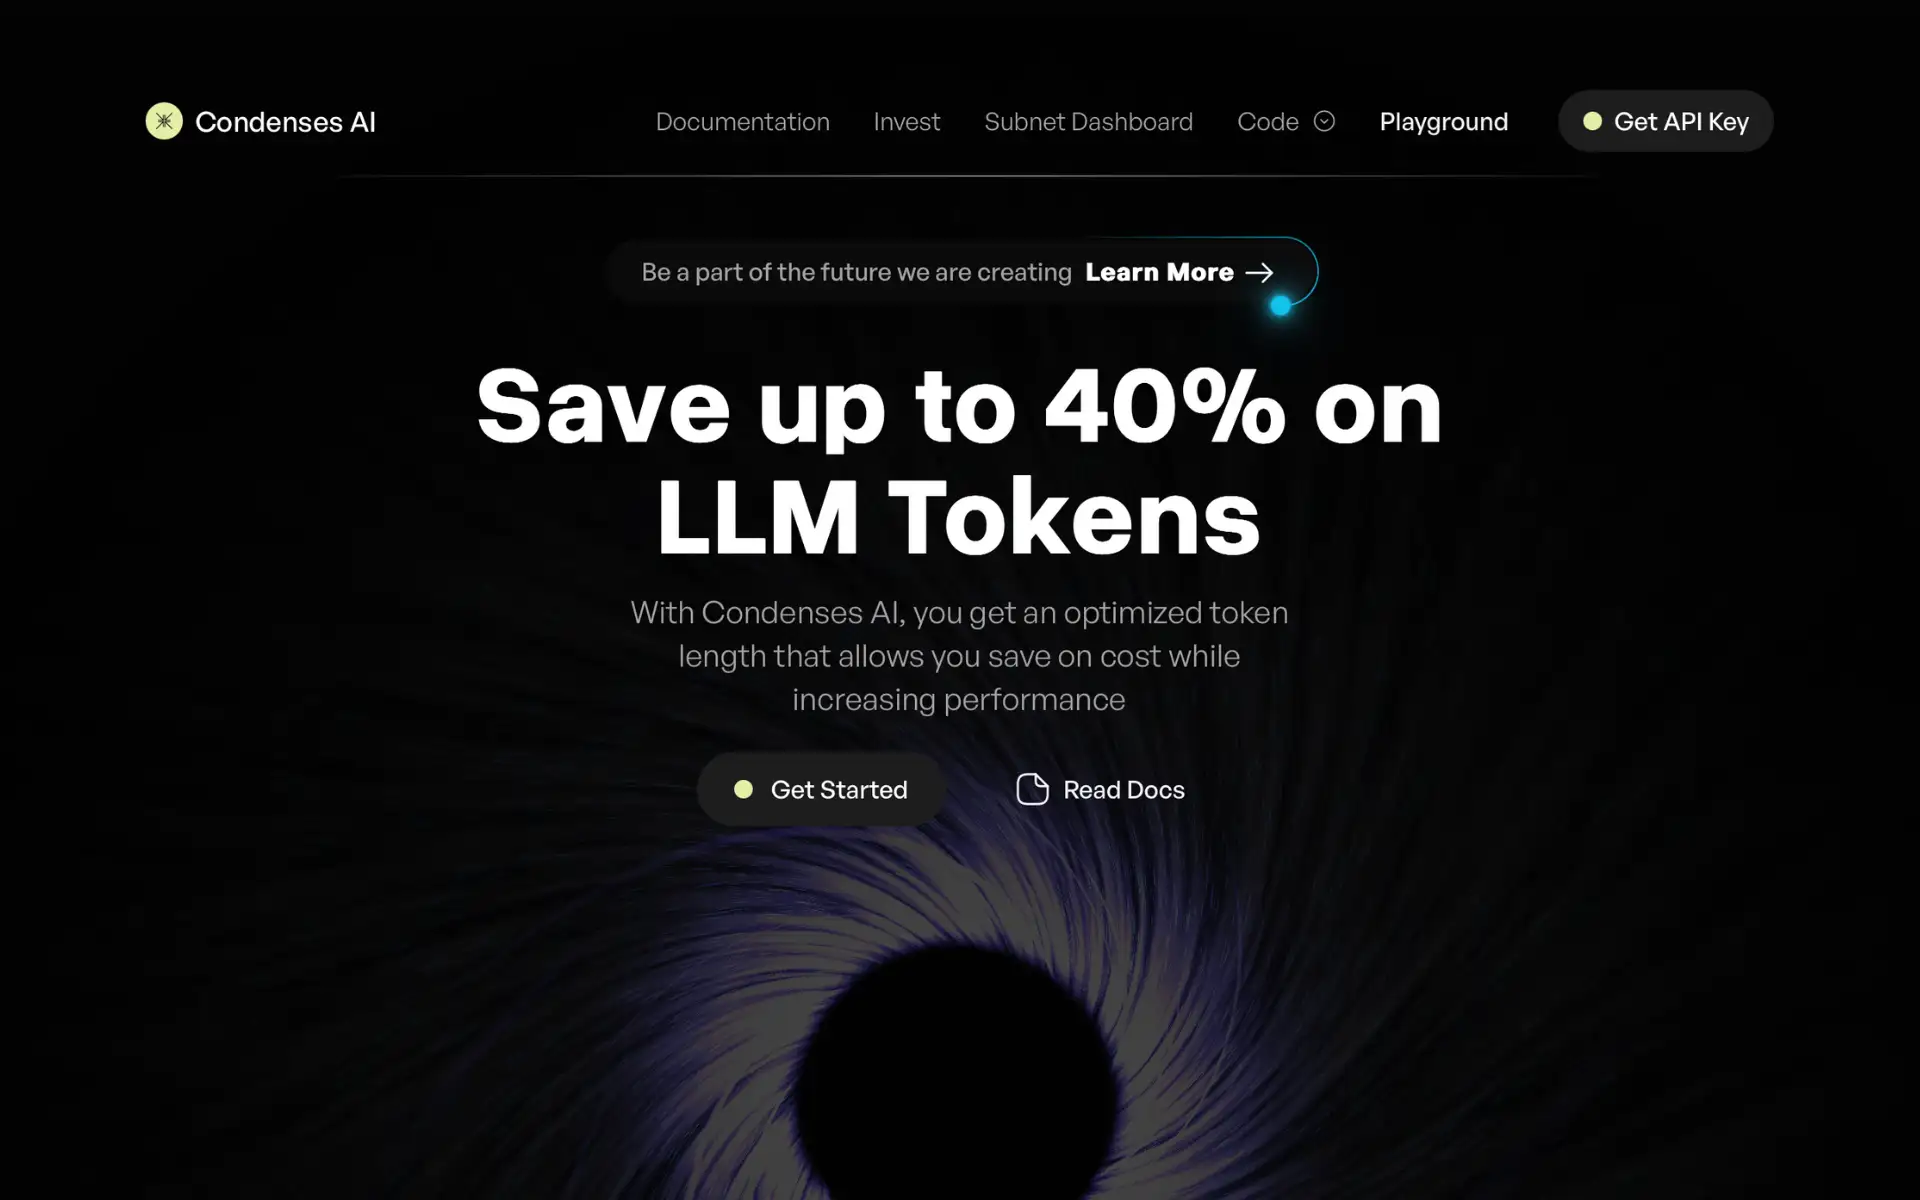 Condenses AI
Documentation
Invest
Subnet Dashboard
Code
Playground
Get API Key
Be a part of the future we are creating Learn More
Save up to 40% on
LLM Tokens
With Condenses AI, you get an optimized token
length that allows you save on cost while
increasing performance
Get Started
Read Docs